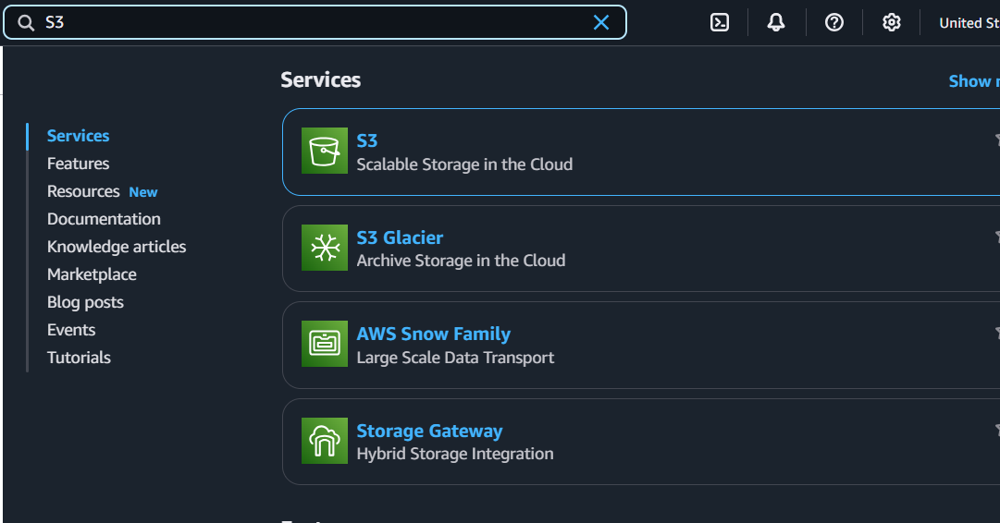 S3
United St
Services
Show
Services
Features
Resources New
Documentation
Knowledge articles
Marketplace
Blog posts
Events
Tutorials
S3
Scalable Storage in the Cloud
S3 Glacier
Archive Storage in the Cloud
AWS Snow Family
Large Scale Data Transport
Storage Gateway
Hybrid Storage Integration